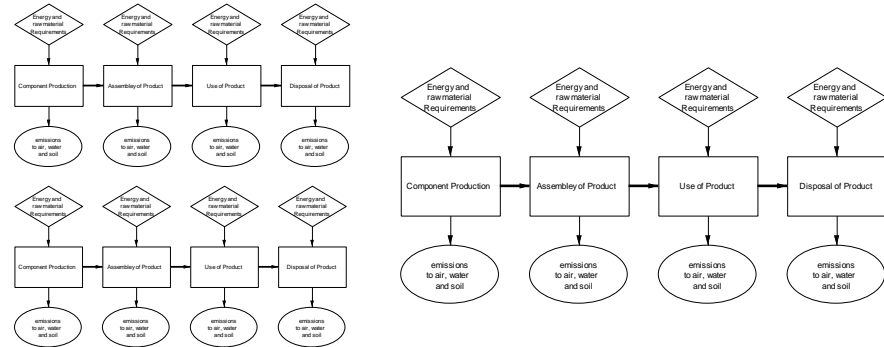 Energy and
raw material
Requirements
Energy and
raw material
Requirements
Energy and
raw material
Requirements
Energy and
raw material
Requirements
Component Production
Assembley of Product
Use of Product
Disposal of Product
emissions
to air, water
and soil
emissions
to air, water
and soil
emissions
to air, water
and soil
emissions
to air, water
and soil
Energy and
raw material
Requirements
Energy and
raw material
Requirements
Energy and
raw material
Requirements
Energy and
raw material
Requirements
Component Production
Assembley of Product
Use of Product
Disposal of Product
emissions
to air, water
and soil
emissions
to air, water
and soil
emissions
to air, water
and soil
emissions
to air, water
and soil
Energy and
raw material
Requirements
Energy and
raw material
Requirements
Energy and
raw material
Requirements
Energy and
raw material
Requirements
Component Production
Assembley of Product
Use of Product
Disposal of Product
emissions
to air, water
and soil
emissions
to air, water
and soil
emissions
to air, water
and soil
emissions
to air, water
and soil